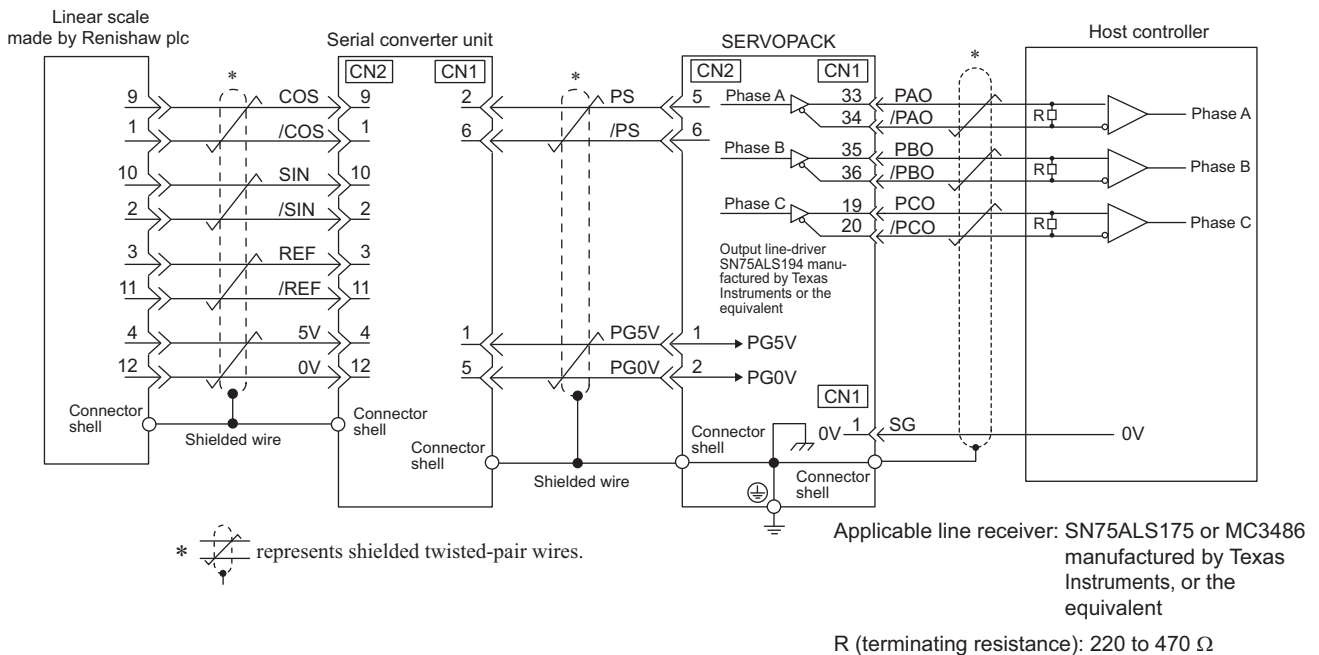 Linear scale
made by Renishaw plc
Serial converter unit
SERVOPACK
Host controller
CN2 CN1 CN2 CN1
* * *
9 COS 9 2 PS 5 Phase A 33 PAO Phase A
1 /COS 1 6 /PS 6 34 /PAO R
10 SIN 10 Phase B 35 PBO Phase B
2 /SIN 2 36 /PBO R
3 REF 3 Phase C 19 PCO Phase C
11 /REF 11 20 /PCO R
Output line-driver
SN75ALS194 manu-
factured by Texas
Instruments or the
equivalent
4 5V 4 1 PG5V 1 PG5V
12 0V 12 5 PG0V 2 PG0V
CN1
0V 1 SG 0V
Connector
shell
Shielded wire
Connector
shell
Connector
shell
Shielded wire
Connector
shell
Connector
shell
* represents shielded twisted-pair wires.
Applicable line receiver: SN75ALS175 or MC3486
manufactured by Texas
Instruments, or the
equivalent
R (terminating resistance): 220 to 470 Ω